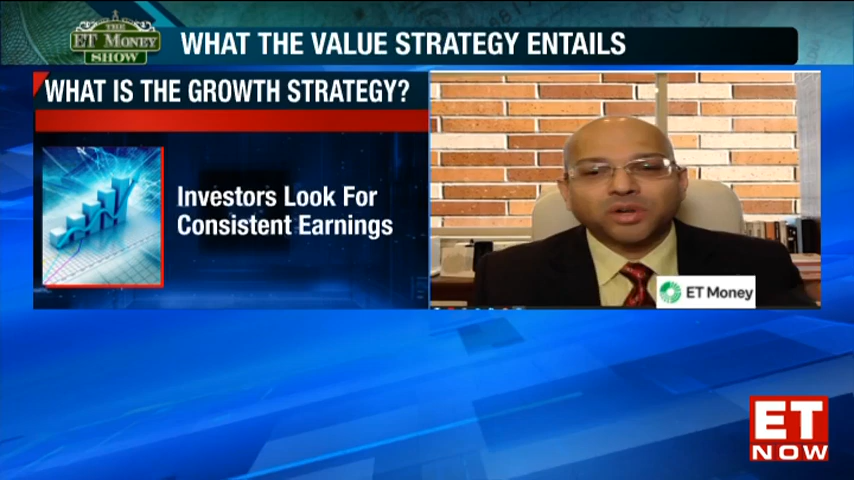 THE
ET MONEY
SHOW
WHAT THE VALUE STRATEGY ENTAILS
WHAT IS THE GROWTH STRATEGY?
Investors Look For
Consistent Earnings
ET Money
ET
NOW